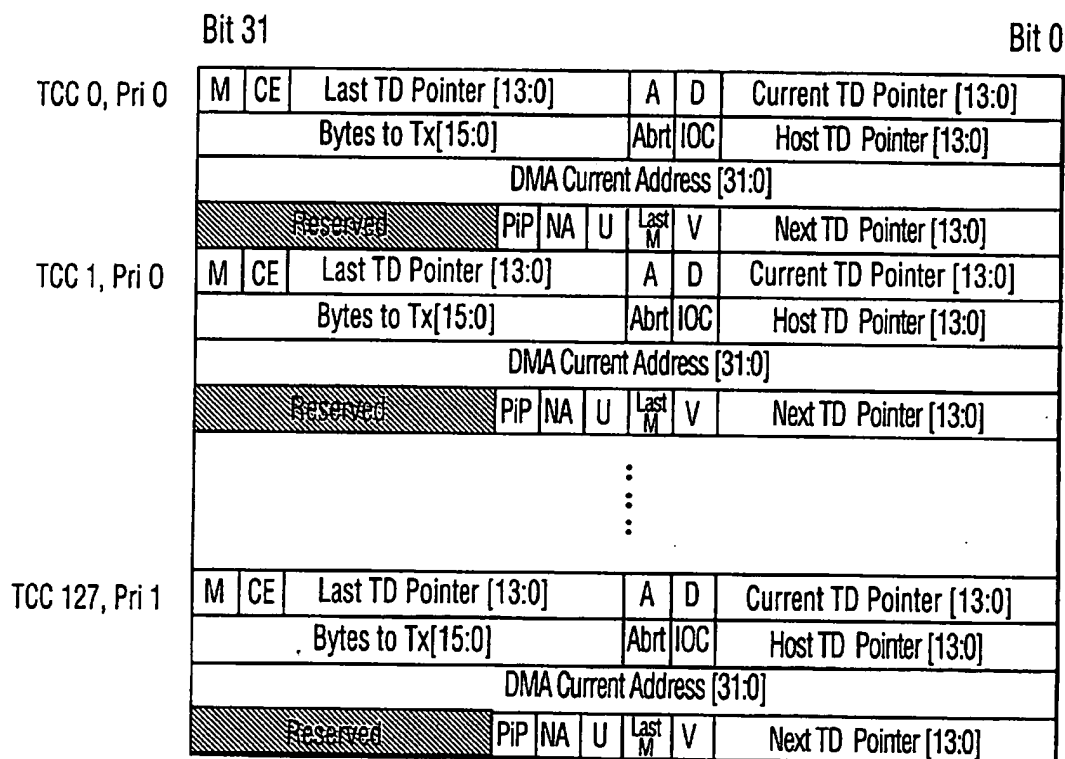 Bit 31 Bit 0
TCC 0, Pri 0 M CE Last TD Pointer [13:0] A D Current TD Pointer [13:0]
Bytes to Tx[15:0] Abrt IOC Host TD Pointer [13:0]
DMA Current Address [31:0]
Reserved PiP NA U Last M V Next TD Pointer [13:0]
TCC 1, Pri 0 M CE Last TD Pointer [13:0] A D Current TD Pointer [13:0]
Bytes to Tx[15:0] Abrt IOC Host TD Pointer [13:0]
DMA Current Address [31:0]
Reserved PiP NA U Last M V Next TD Pointer [13:0]
TCC 127, Pri 1 M CE Last TD Pointer [13:0] A D Current TD Pointer [13:0]
Bytes to Tx[15:0] Abrt IOC Host TD Pointer [13:0]
DMA Current Address [31:0]
Reserved PiP NA U Last M V Next TD Pointer [13:0]